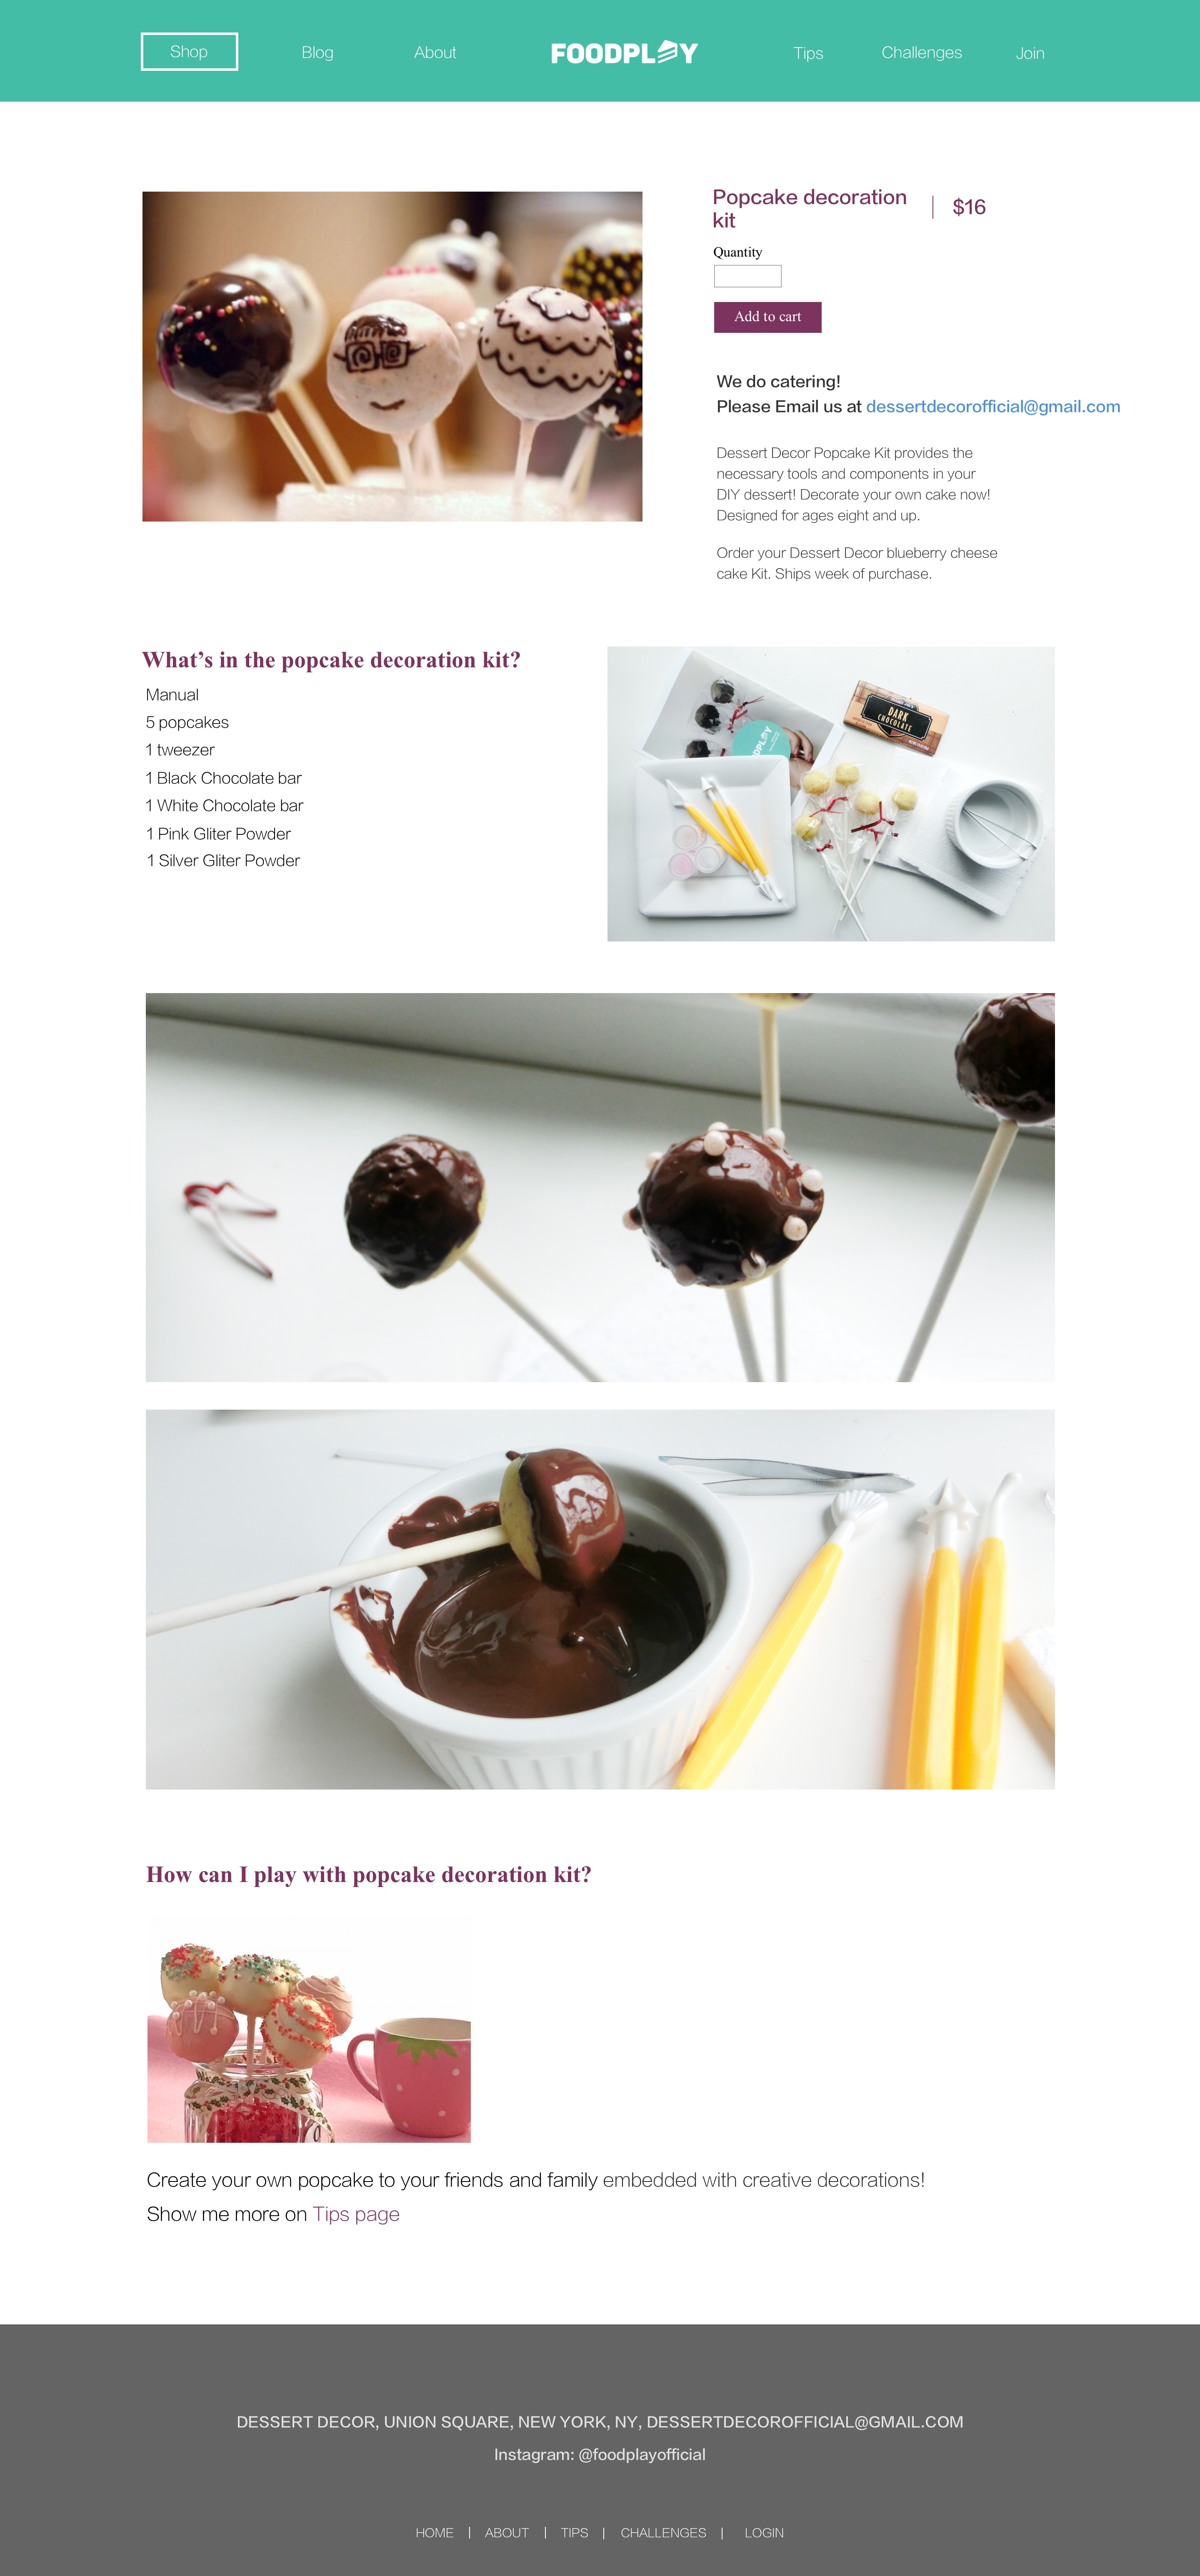 Shop
Blog
About
FOODPLAY
Tips
Challenges
Join
Popcake decoration
kit
$16
Quantity
Add to cart
We do catering!
Please Email us at dessertdecorofficial@gmail.com
Dessert Decor Popcake Kit provides the
necessary tools and components in your
DIY dessert! Decorate your own cake now!
Designed for ages eight and up.
Order your Dessert Decor blueberry cheese
cake Kit. Ships week of purchase.
What's in the popcake decoration kit?
Manual
5 popcakes
1 tweezer
1 Black Chocolate bar
1 White Chocolate bar
1 Pink Gliter Powder
1 Silver Gliter Powder
DARK
CHOCOLATE
How can I play with popcake decoration kit?
Create your own popcake to your friends and family embedded with creative decorations!
Show me more on Tips page
DESSERT DECOR, UNION SQUARE, NEW YORK, NY, DESSERTDECOROFFICIAL@GMAIL.COM
Instagram: @foodplayofficial
HOME | ABOUT | TIPS | CHALLENGES | LOGIN